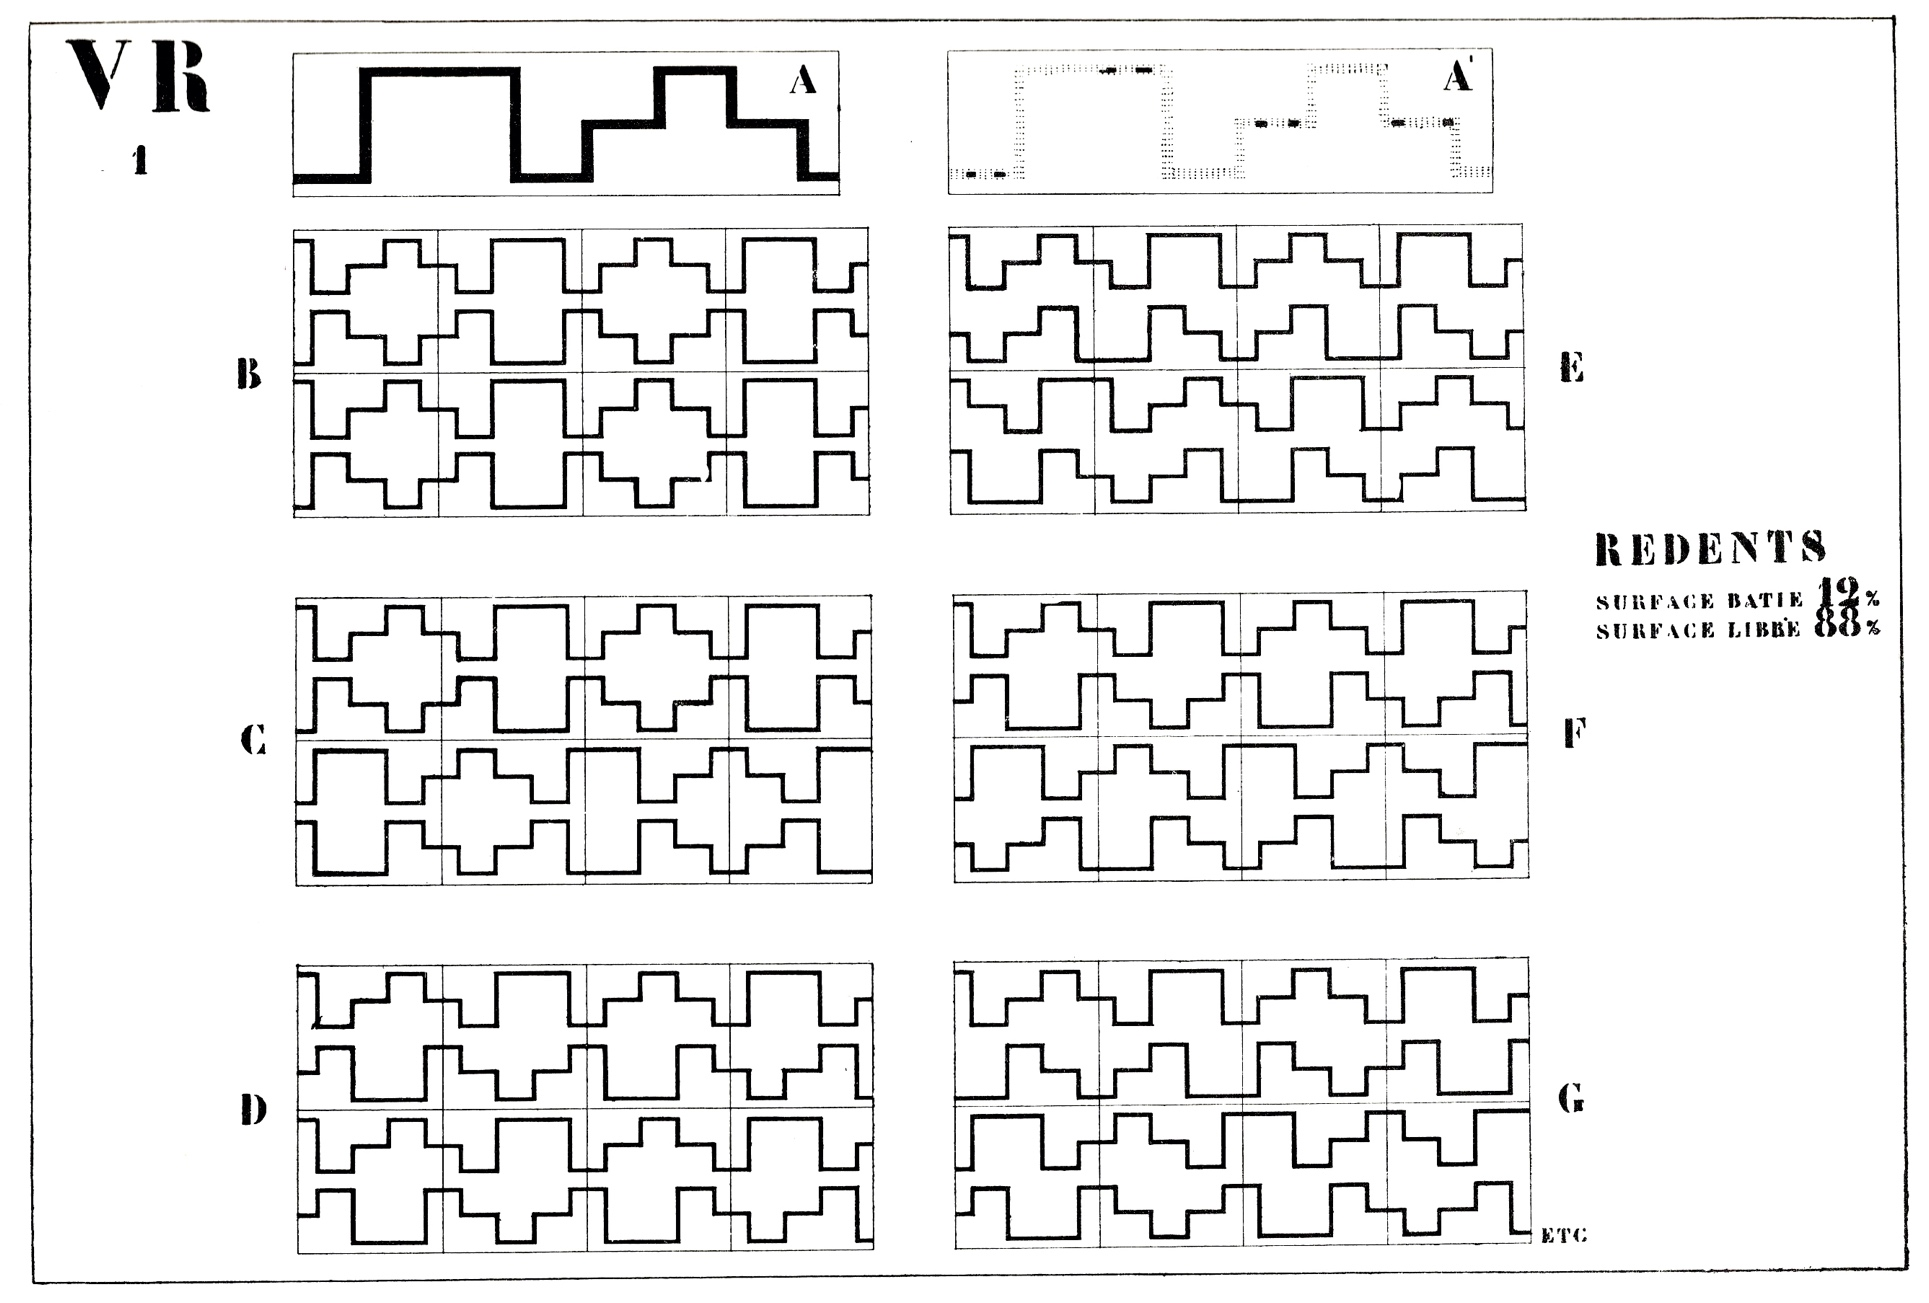 VR
1
A
A'
B
E
REDENTS
SURFACE BATIE 12%
SURFACE LIBRE 88%
C
F
D
G
ETC